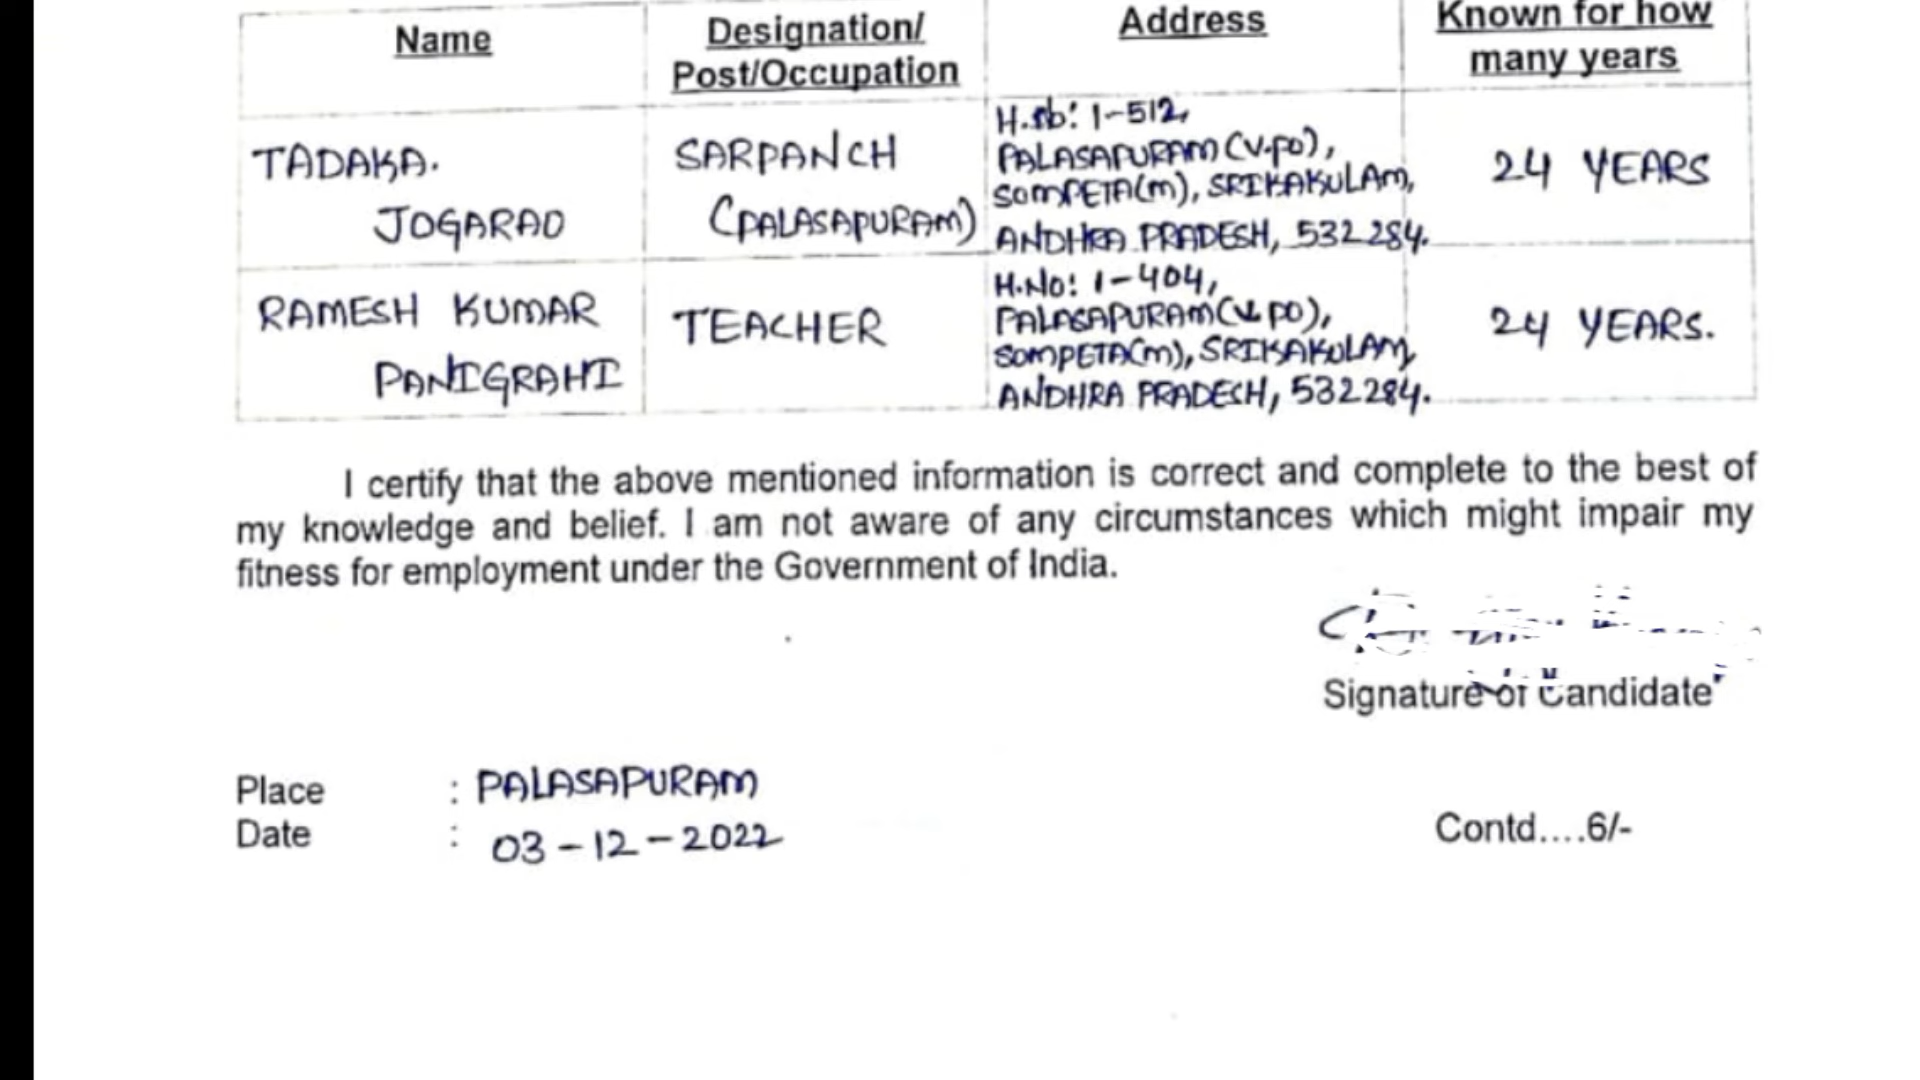 Name
Designation/
Post/Occupation
Address
Known for how
many years
TADAKA.
JOGARAO
SARPANCH
(PALASAPURAM)
H.No: 1-512,
PALASAPURAM (V.PO),
SOMPETA(M), SRIKAKULAM,
ANDHRA PRADESH, 532284.
24 YEARS
RAMESH KUMAR
PANIGRAHI
TEACHER
H.No: 1-404,
PALASAPURAM (V.PO),
SOMPETA(M), SRIKAKULAM,
ANDHRA PRADESH, 532284.
24 YEARS.
I certify that the above mentioned information is correct and complete to the best of
my knowledge and belief. I am not aware of any circumstances which might impair my
fitness for employment under the Government of India.
Signature of Candidate
Place : PALASAPURAM
Date : 03-12-2022
Contd....6/-